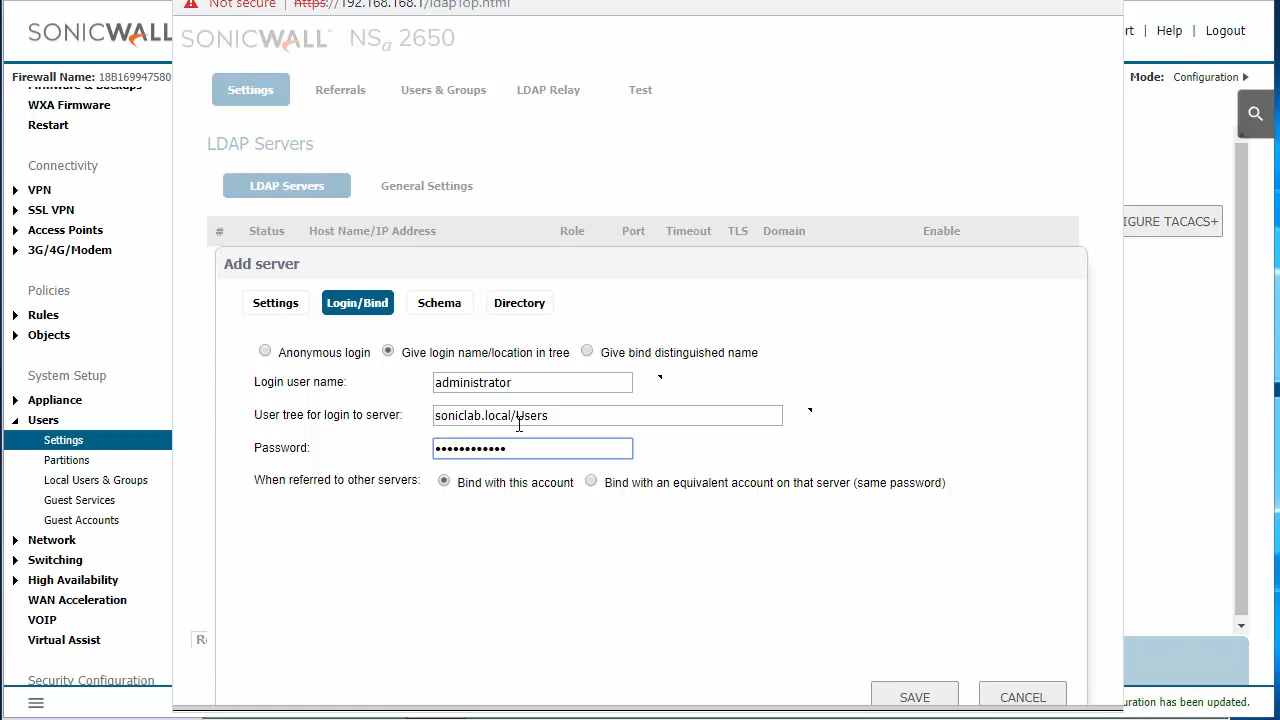 Not secure | https://192.168.168.1/ldapTop.html
SONICWALL
SONICWALL NSa 2650
rt | Help | Logout
Firewall Name: 18B169947580
Mode: Configuration
Firmware & Backups
WXA Firmware
Restart
Connectivity
VPN
SSL VPN
Access Points
3G/4G/Modem
Policies
Rules
Objects
System Setup
Appliance
Users
Settings
Partitions
Local Users & Groups
Guest Services
Guest Accounts
Network
Switching
High Availability
WAN Acceleration
VOIP
Virtual Assist
Security Configuration
Settings Referrals Users & Groups LDAP Relay Test
LDAP Servers
LDAP Servers General Settings
# Status Host Name/IP Address Role Port Timeout TLS Domain Enable
IGURE TACACS+
Add server
Settings Login/Bind Schema Directory
Anonymous login Give login name/location in tree Give bind distinguished name
Login user name: administrator
User tree for login to server: soniclab.local/Users
Password: ••••••••••••
When referred to other servers: Bind with this account Bind with an equivalent account on that server (same password)
R
SAVE CANCEL
uration has been updated.